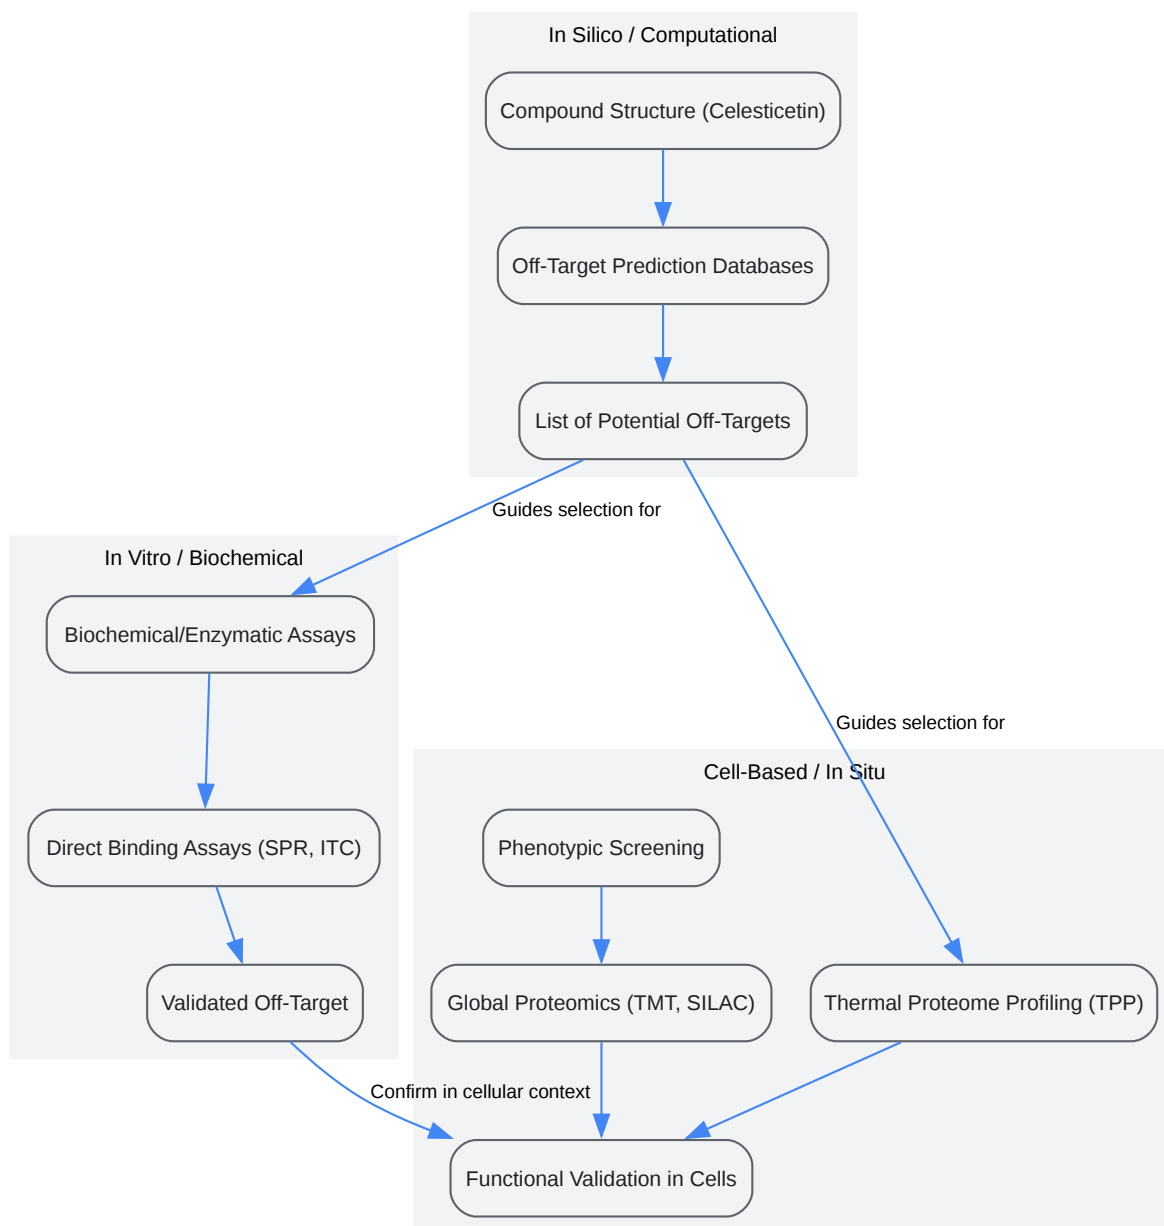 In Silico / Computational
Compound Structure (Celesticetin)
Off-Target Prediction Databases
List of Potential Off-Targets
Guides selection for
In Vitro / Biochemical
Biochemical/Enzymatic Assays
Guides selection for
Cell-Based / In Situ
Direct Binding Assays (SPR, ITC)
Phenotypic Screening
Validated Off-Target
Global Proteomics (TMT, SILAC)
Thermal Proteome Profiling (TPP)
Confirm in cellular context
Functional Validation in Cells